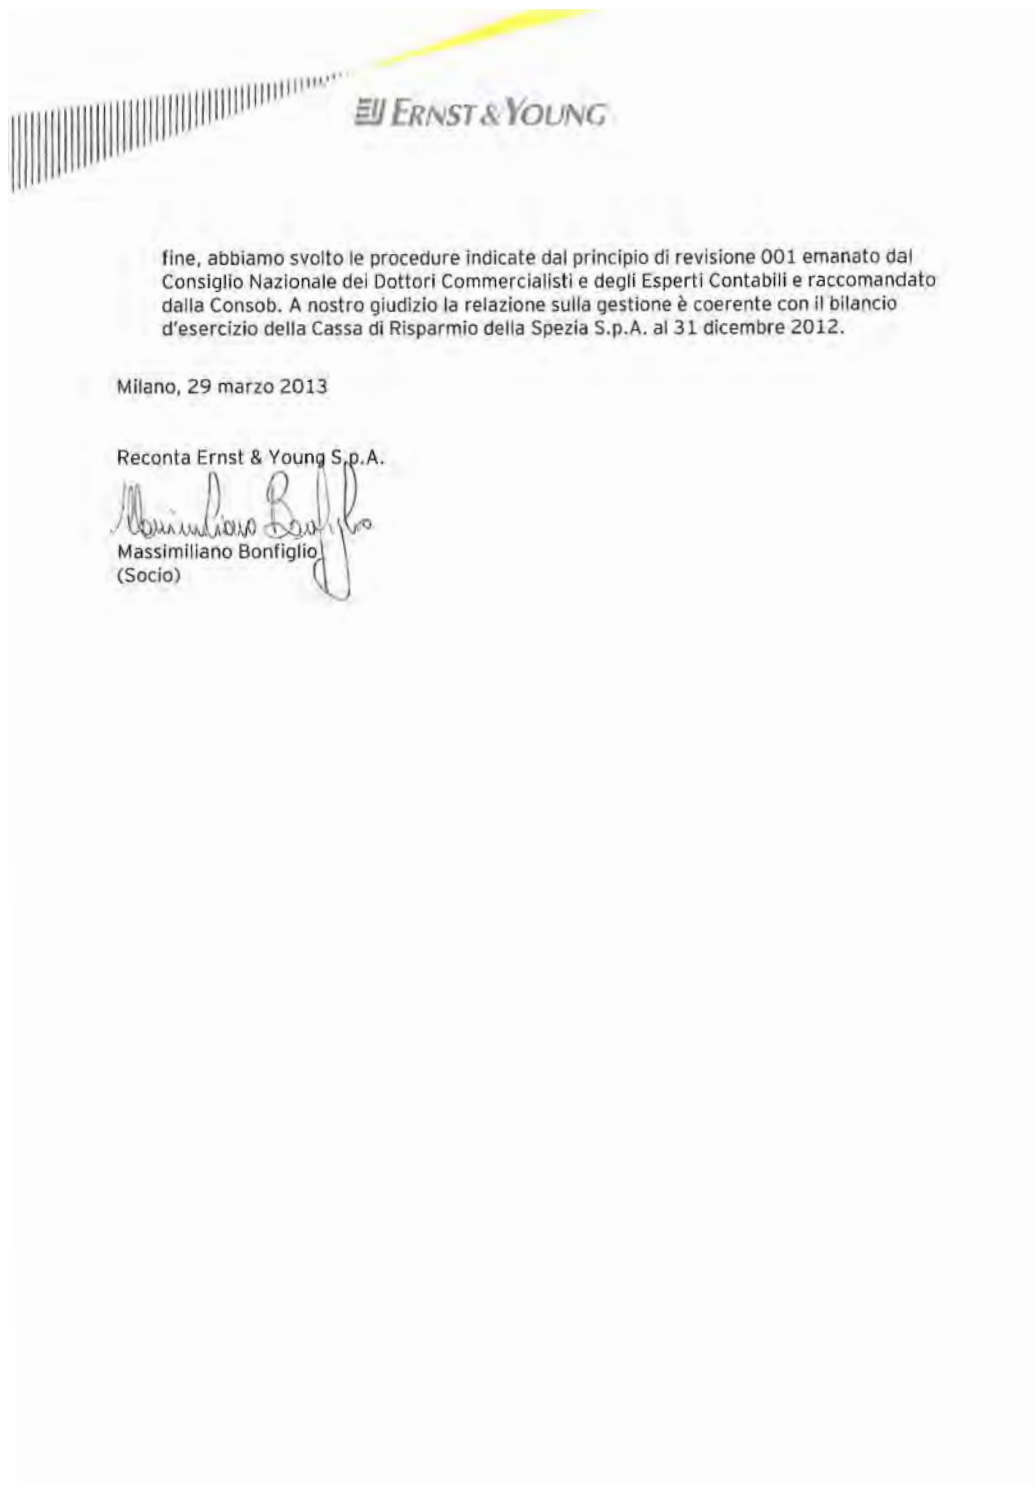 ERNST & YOUNG
fine, abbiamo svolto le procedure indicate dal principio di revisione 001 emanato dal
Consiglio Nazionale dei Dottori Commercialisti e degli Esperti Contabili e raccomandato
dalla Consob. A nostro giudizio la relazione sulla gestione è coerente con il bilancio
d'esercizio della Cassa di Risparmio della Spezia S.p.A. al 31 dicembre 2012.
Milano, 29 marzo 2013
Reconta Ernst & Young S.p.A.
Massimiliano Bonfiglio
Massimiliano Bonfiglio
(Socio)